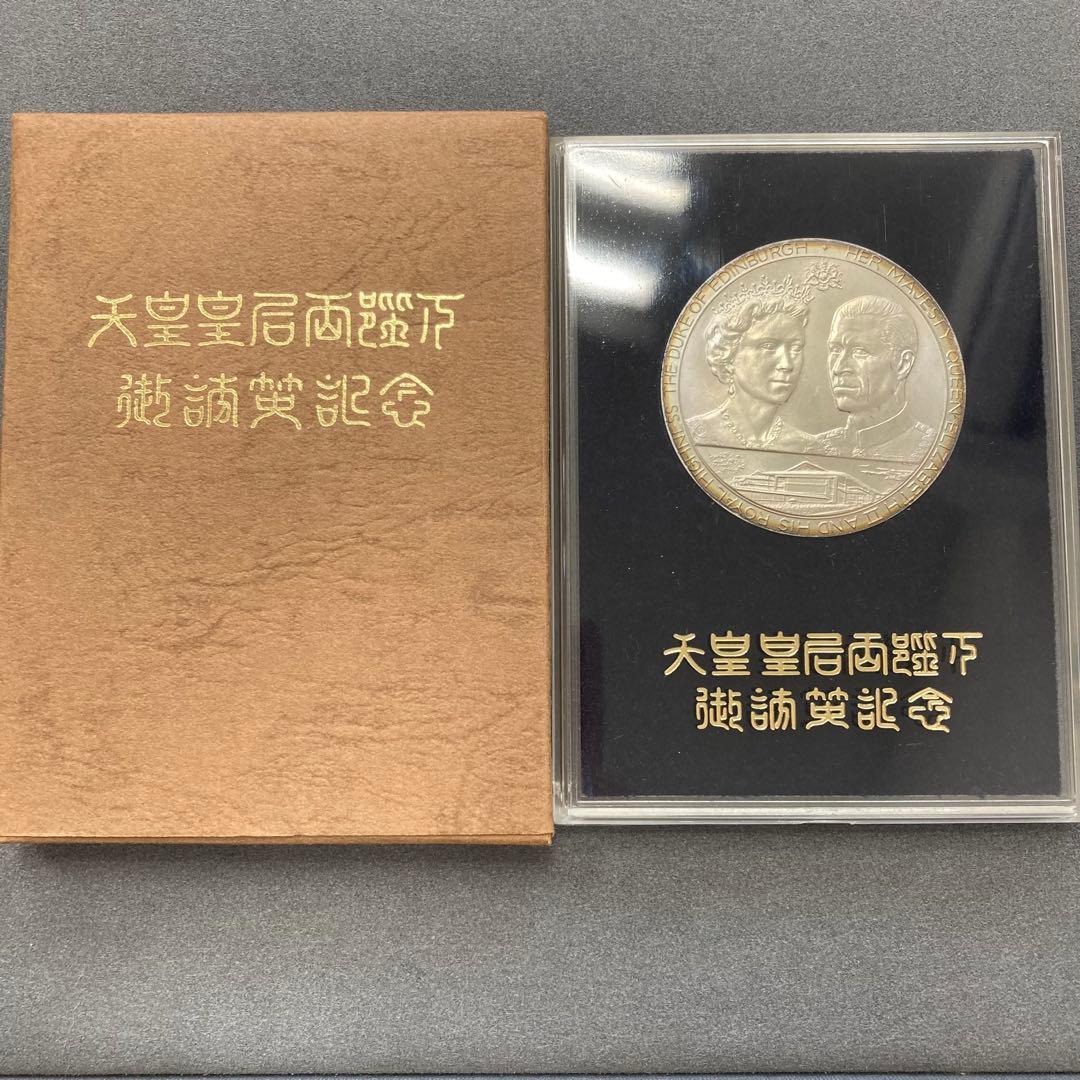 天皇皇后両陛下
御訪英記念
HER MAJESTY QUEEN·ELIZABETH II AND HIS ROYAL HIGHNESS THE DUKE OF EDINBURGH ·
天皇皇后両陛下
御訪英記念